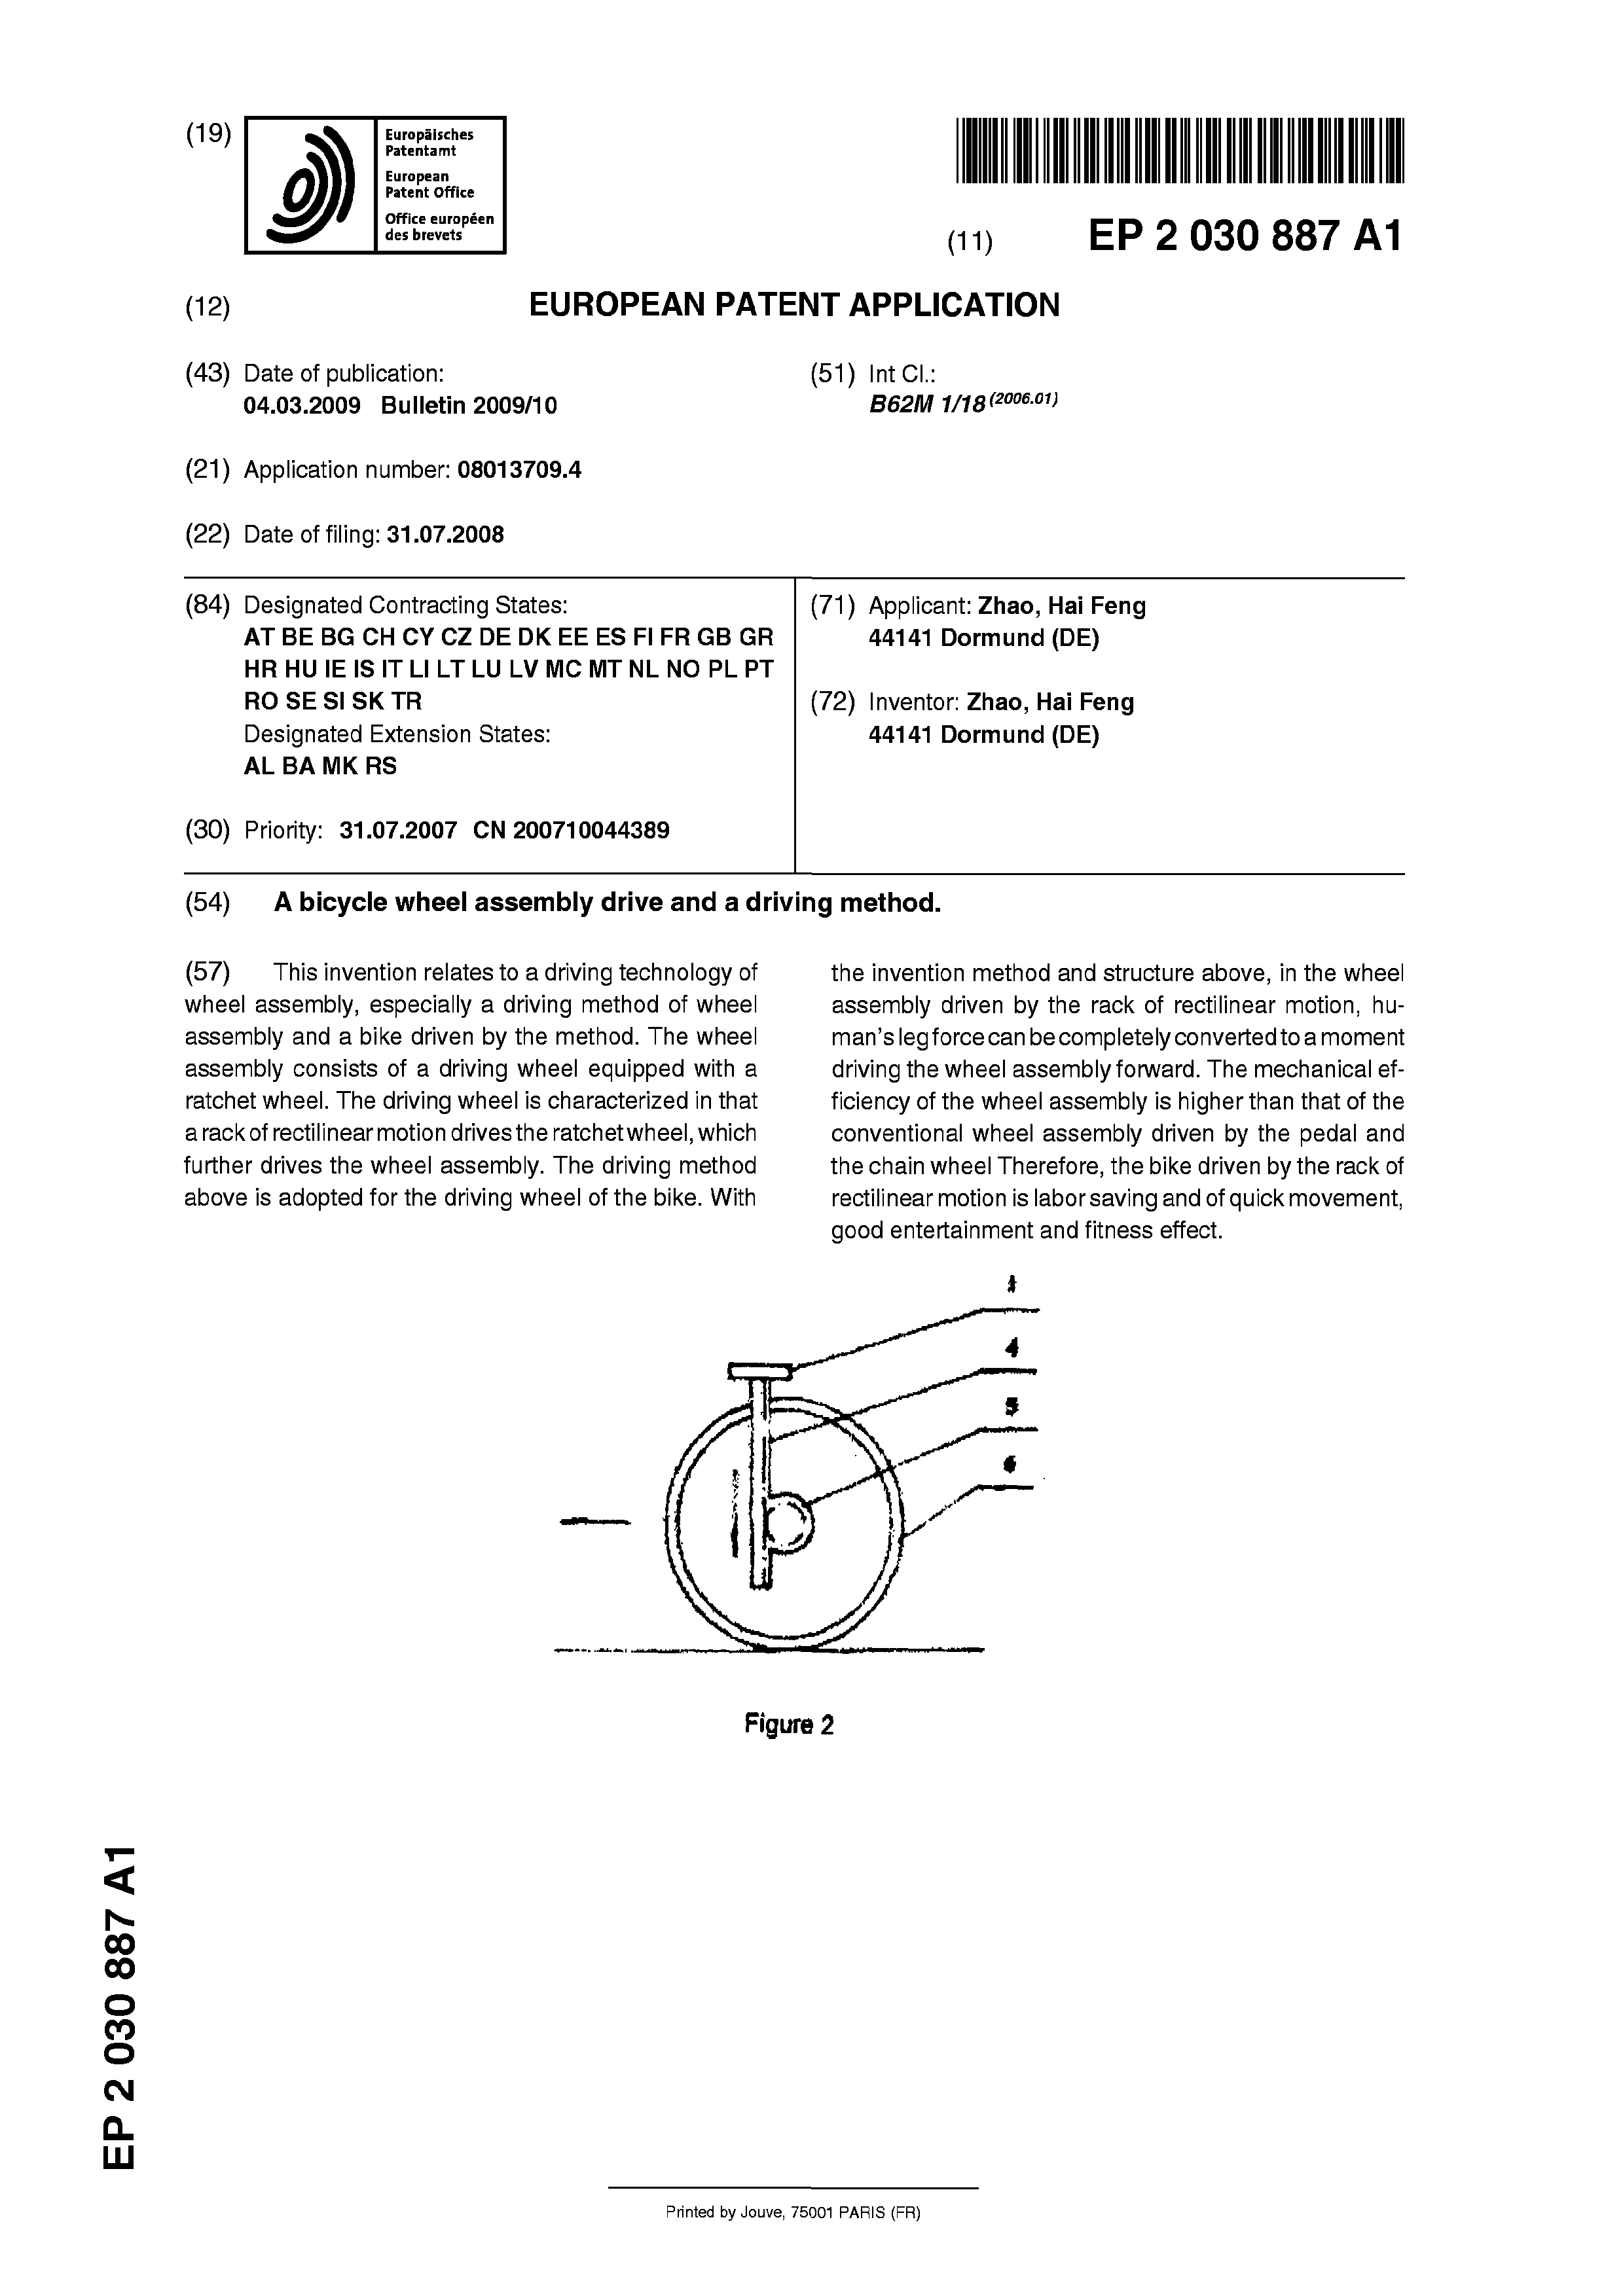 (19)
Europäisches
Patentamt
European
Patent Office
Office européen
des brevets
(11) EP 2 030 887 A1
(12) EUROPEAN PATENT APPLICATION
(43) Date of publication:
04.03.2009 Bulletin 2009/10
(51) Int Cl.:
B62M 1/18 (2006.01)
(21) Application number: 08013709.4
(22) Date of filing: 31.07.2008
(84) Designated Contracting States:
AT BE BG CH CY CZ DE DK EE ES FI FR GB GR
HR HU IE IS IT LI LT LU LV MC MT NL NO PL PT
RO SE SI SK TR
Designated Extension States:
AL BA MK RS
(30) Priority: 31.07.2007 CN 200710044389
(71) Applicant: Zhao, Hai Feng
44141 Dormund (DE)
(72) Inventor: Zhao, Hai Feng
44141 Dormund (DE)
(54) A bicycle wheel assembly drive and a driving method.
(57) This invention relates to a driving technology of
wheel assembly, especially a driving method of wheel
assembly and a bike driven by the method. The wheel
assembly consists of a driving wheel equipped with a
ratchet wheel. The driving wheel is characterized in that
a rack of rectilinear motion drives the ratchet wheel, which
further drives the wheel assembly. The driving method
above is adopted for the driving wheel of the bike. With
the invention method and structure above, in the wheel
assembly driven by the rack of rectilinear motion, hu-
man's leg force can be completely converted to a moment
driving the wheel assembly forward. The mechanical ef-
ficiency of the wheel assembly is higher than that of the
conventional wheel assembly driven by the pedal and
the chain wheel Therefore, the bike driven by the rack of
rectilinear motion is labor saving and of quick movement,
good entertainment and fitness effect.
1
4
5
6
Figure 2
EP 2 030 887 A1
Printed by Jouve, 75001 PARIS (FR)